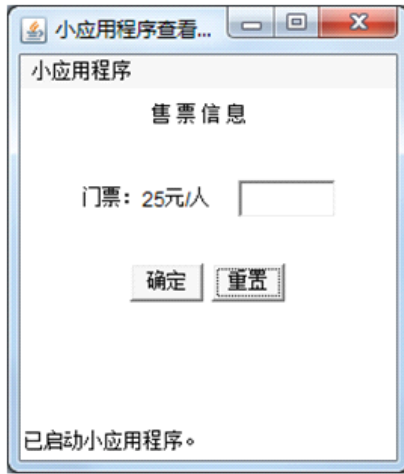 小应用程序查看...
小应用程序
售票信息
门票：25元/人
确定 重置
已启动小应用程序。